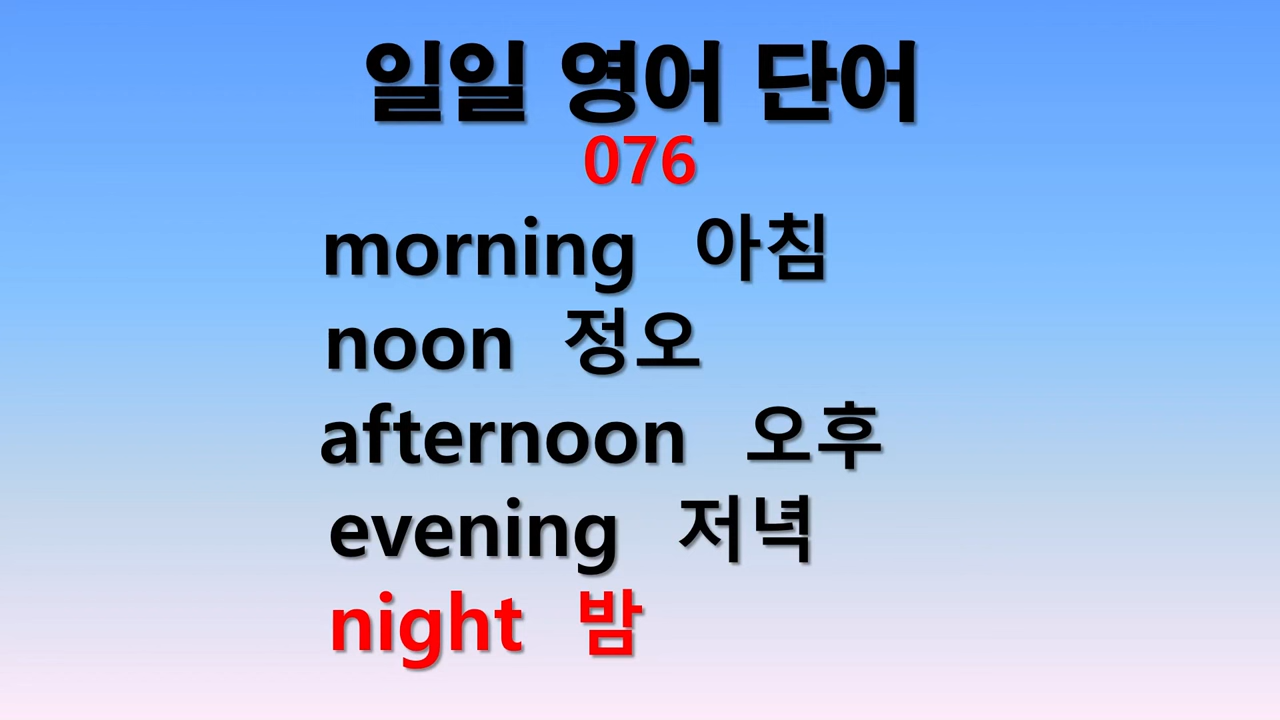 일일 영어 단어
076
morning 아침
noon 정오
afternoon 오후
evening 저녁
night 밤